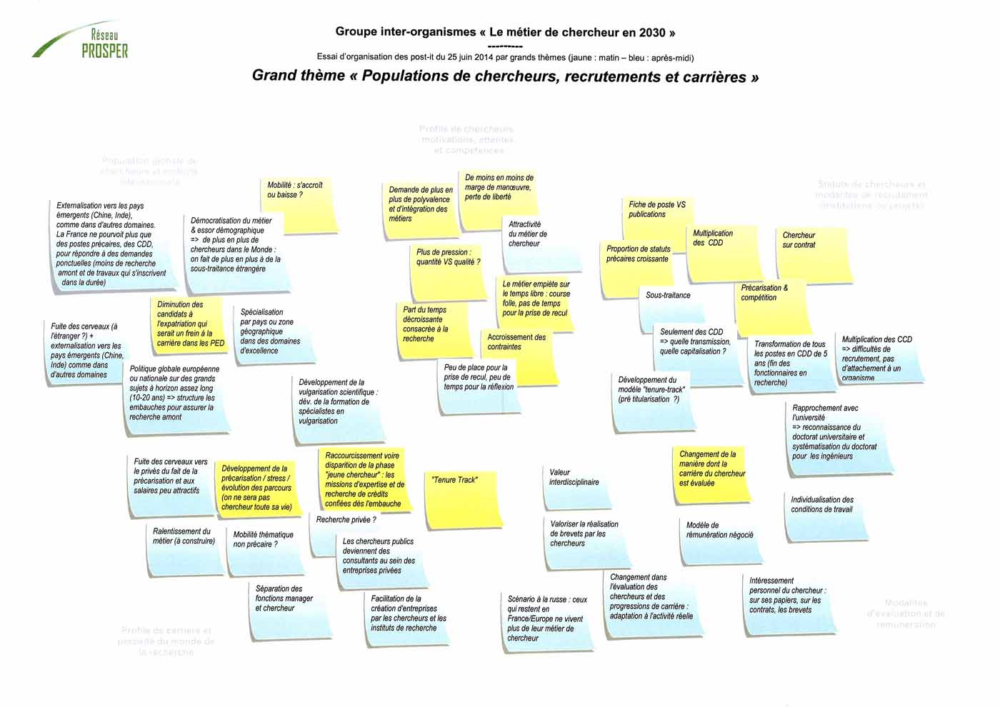 Réseau
PROSPER
Groupe inter-organismes « Le métier de chercheur en 2030 »
---------
Essai d'organisation des post-it du 25 juin 2014 par grands thèmes (jaune : matin – bleu : après-midi)
Grand thème « Populations de chercheurs, recrutements et carrières »
Population globale de
chercheurs et
Profils de chercheurs
motivations, attentes
et compétences
Statuts de chercheurs et
modalités de recrutement
Externalisation vers les pays
émergents (Chine, Inde),
comme dans d'autres domaines.
La France ne pourvoit plus que
des postes précaires, des CDD,
pour répondre à des demandes
ponctuelles (moins de recherche
amont et de travaux qui s'inscrivent
dans la durée)
Démocratisation du métier
& essor démographique
=> de plus en plus de
chercheurs dans le Monde :
on fait de plus en plus à de la
sous-traitance étrangère
Mobilité : s'accroît
ou baisse ?
Diminution des
candidats à
l'expatriation qui
serait un frein à la
carrière dans les PED
Spécialisation
par pays ou zone
géographique
dans des domaines
d'excellence
Fuite des cerveaux (à
l'étranger ?) +
externalisation vers les
pays émergents (Chine,
Inde) comme dans
d'autres domaines
Politique globale européenne
ou nationale sur des grands
sujets à horizon assez long
(10-20 ans) => structure les
embauches pour assurer la
recherche amont
Demande de plus en
plus de polyvalence
et d'intégration des
métiers
De moins en moins de
marge de manœuvre,
perte de liberté
Attractivité
du métier de
chercheur
Plus de pression :
quantité VS qualité ?
Le métier empiète sur
le temps libre : course
folle, pas de temps
pour la prise de recul
Part du temps
décroissante
consacrée à la
recherche
Accroissement des
contraintes
Peu de place pour la
prise de recul, peu de
temps pour la réflexion
Développement de la
vulgarisation scientifique :
dév. de la formation de
spécialistes en
vulgarisation
Fiche de poste VS
publications
Multiplication
des CDD
Chercheur
sur contrat
Proportion de statuts
précaires croissante
Sous-traitance
Précarisation &
compétition
Seulement des CDD
=> quelle transmission,
quelle capitalisation ?
Transformation de tous
les postes en CDD de 5
ans (fin des
fonctionnaires en
recherche)
Multiplication des CCD
=> difficultés de
recrutement, pas
d'attachement à un
organisme
Développement du
modèle "tenure-track"
(pré titularisation ?)
Rapprochement avec
l'université
=> reconnaissance du
doctorat universitaire et
systématisation du doctorat
pour les ingénieurs
Fuite des cerveaux vers
le privés du fait de la
précarisation et aux
salaires peu attractifs
Développement de la
précarisation / stress /
évolution des parcours
(on ne sera pas
chercheur toute sa vie)
Raccourcissement voire
disparition de la phase
"jeune chercheur" : les
missions d'expertise et de
recherche de crédits
confiées dés l'embauche
"Tenure Track"
Ralentissement du
métier (à construire)
Mobilité thématique
non précaire ?
Recherche privée ?
Les chercheurs publics
deviennent des
consultants au sein des
entreprises privées
Séparation des
fonctions manager
et chercheur
Facilitation de la
création d'entreprises
par les chercheurs et les
instituts de recherche
Profils de carrière et
porosité du monde de
la recherche
Valeur
interdisciplinaire
Changement de la
manière dont la
carrière du chercheur
est évaluée
Individualisation des
conditions de travail
Valoriser la réalisation
de brevets par les
chercheurs
Modèle de
rémunération négocié
Scénario à la russe : ceux
qui restent en
France/Europe ne vivent
plus de leur métier de
chercheur
Changement dans
l'évaluation des
chercheurs et des
progressions de carrière :
adaptation à l'activité réelle
Intéressement
personnel du chercheur :
sur ses papiers, sur les
contrats, les brevets
Modalités
d'évaluation et de
rémunération